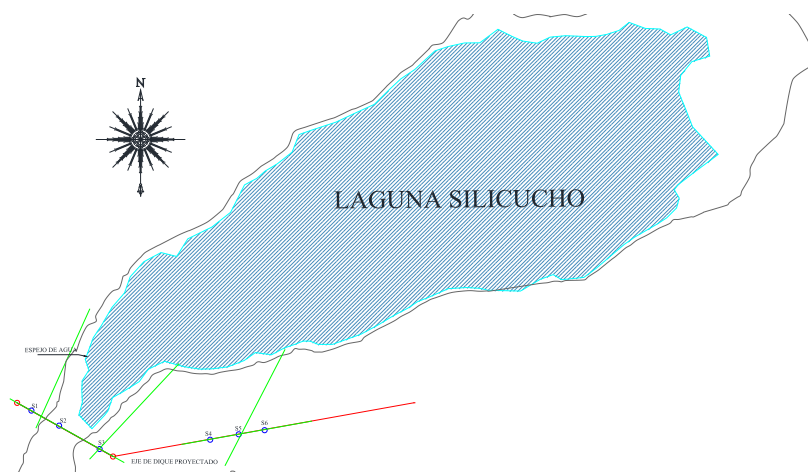 N
LAGUNA SILICUCHO
ESPEJO DE AGUA
S1
S2
S3
S4
S5
S6
EJE DE DIQUE PROYECTADO